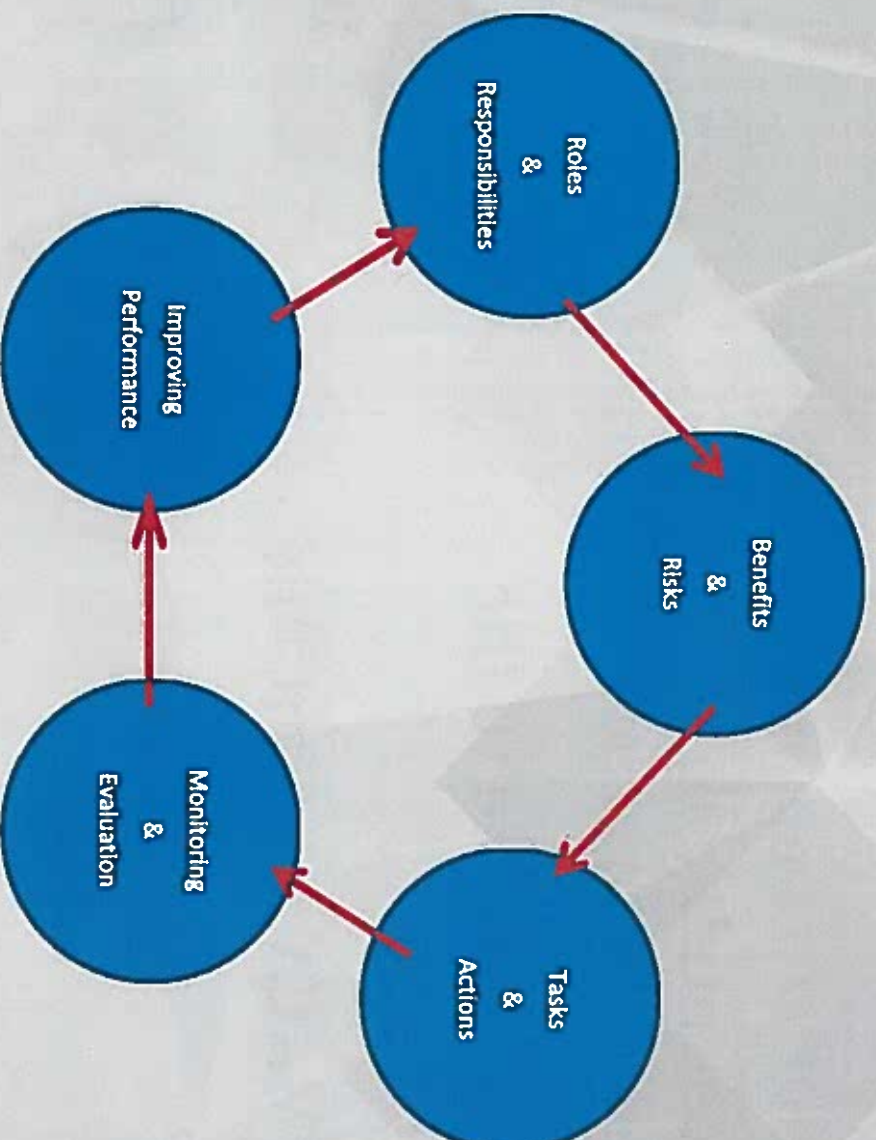 Roles
&
Responsibilities
Benefits
&
Risks
Tasks
&
Actions
Monitoring
&
Evaluation
Improving
Performance